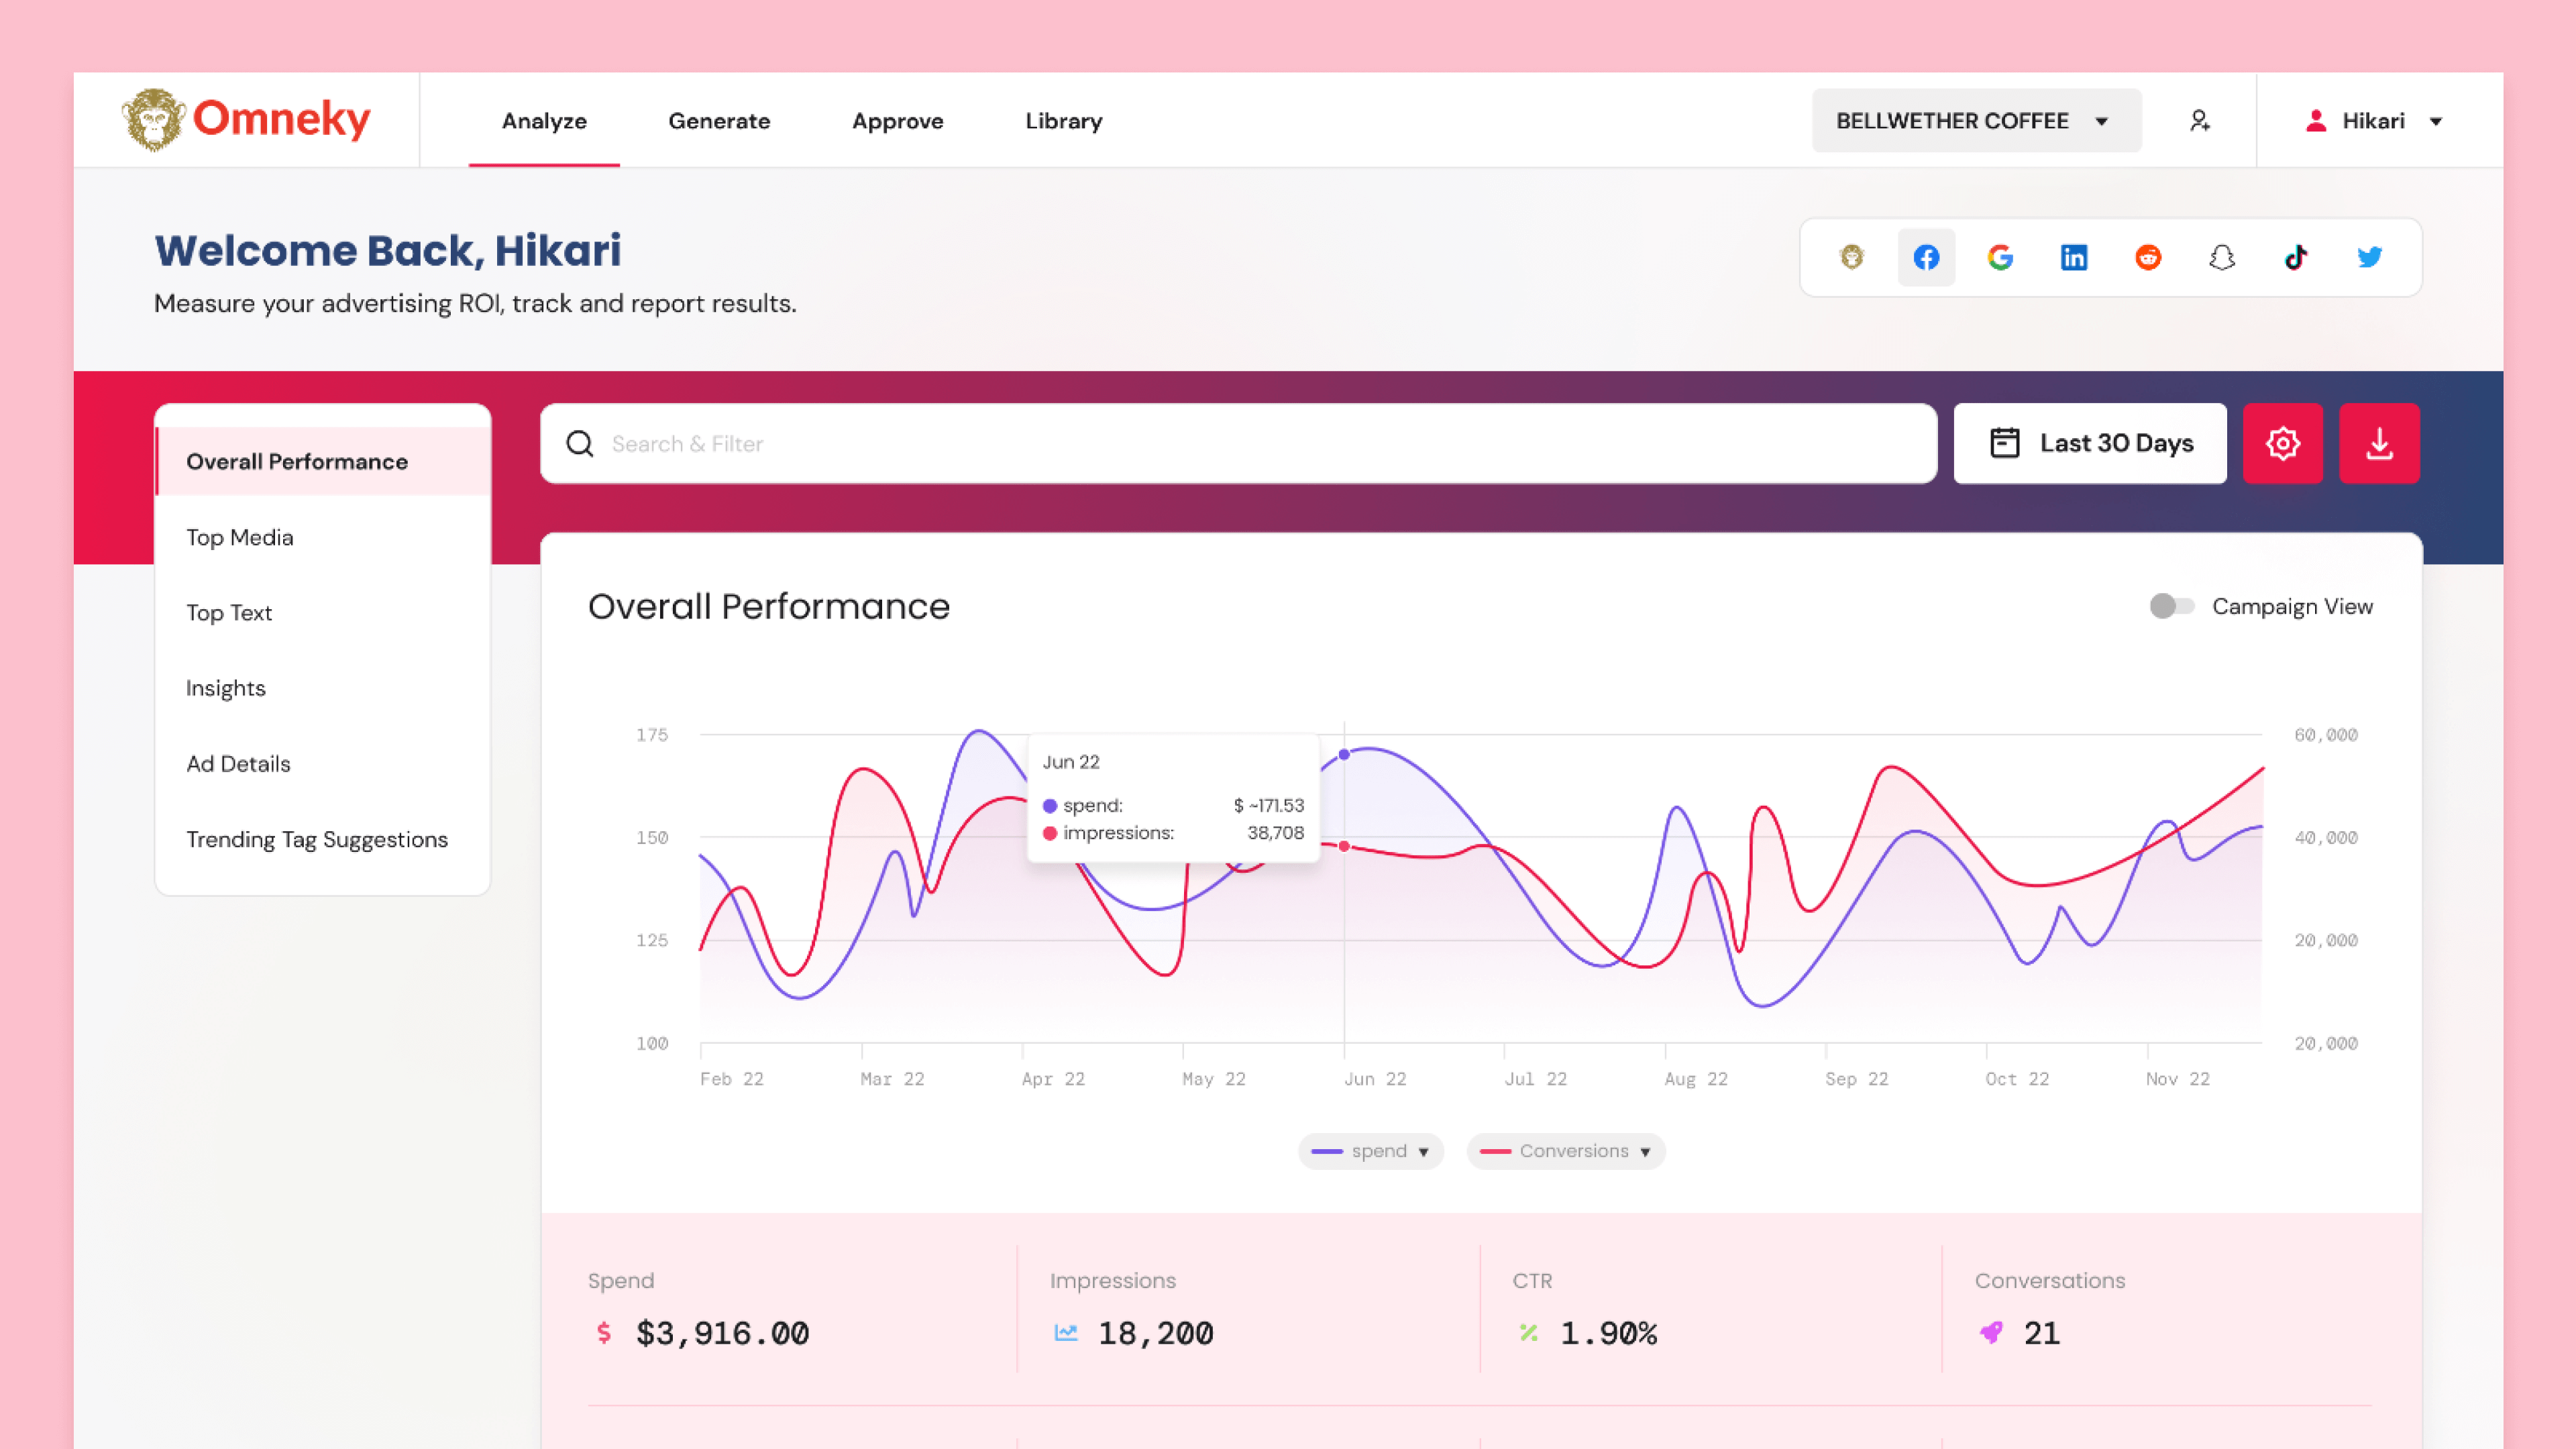 Omneky
Analyze Generate Approve Library
BELLWETHER COFFEE
Hikari
Welcome Back, Hikari
Measure your advertising ROI, track and report results.
Overall Performance
Top Media
Top Text
Insights
Ad Details
Trending Tag Suggestions
Search & Filter
Last 30 Days
Overall Performance
Campaign View
175
150
125
100
60,000
40,000
20,000
20,000
Jun 22
spend: $ ~171.53
impressions: 38,708
Feb 22 Mar 22 Apr 22 May 22 Jun 22 Jul 22 Aug 22 Sep 22 Oct 22 Nov 22
spend ▼ Conversions ▼
Spend
$3,916.00
Impressions
18,200
CTR
1.90%
Conversations
21